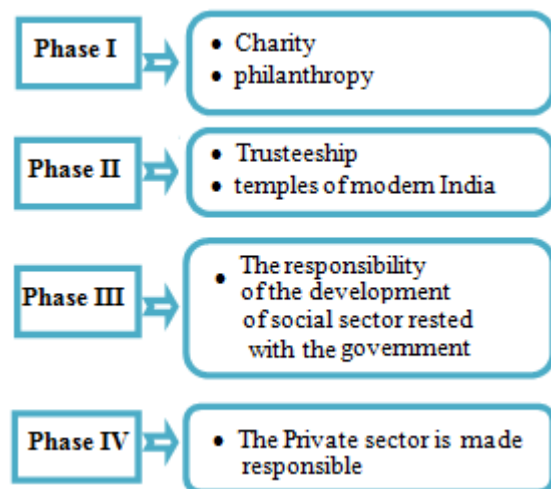 Phase I
• Charity
• philanthropy
Phase II
• Trusteeship
• temples of modern India
Phase III
• The responsibility
of the development
of social sector rested
with the government
Phase IV
• The Private sector is made
responsible